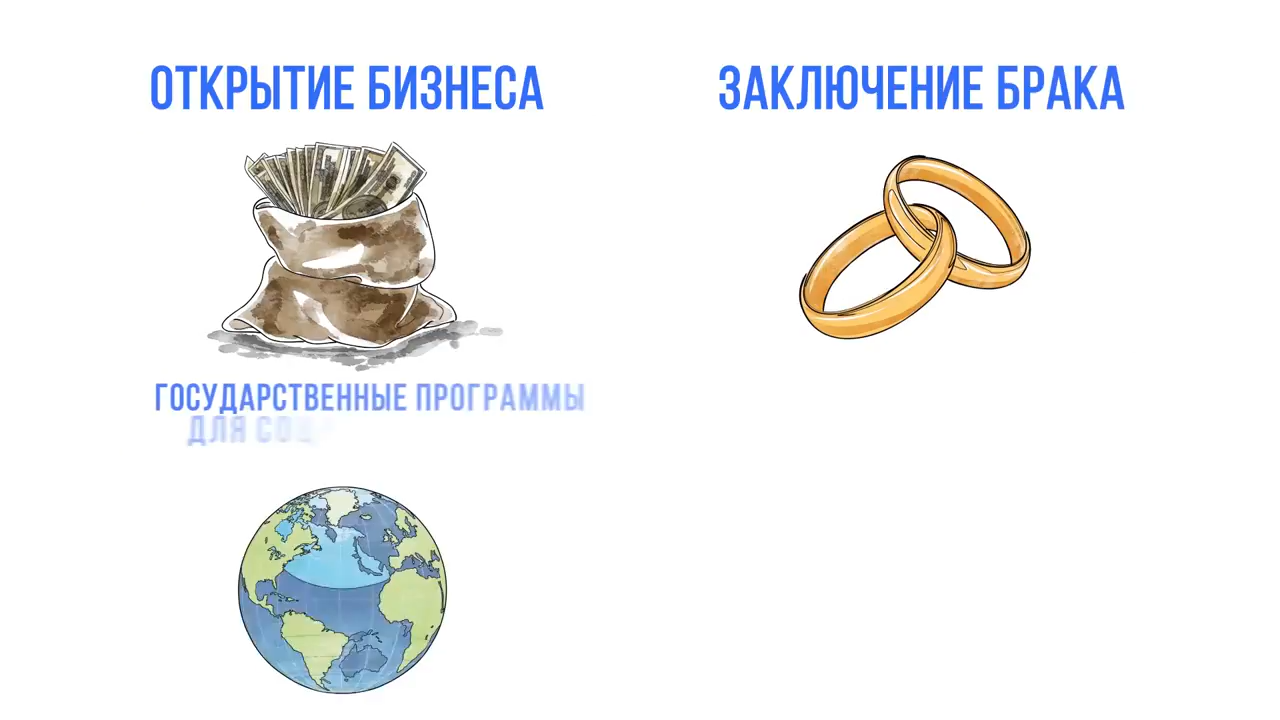 ОТКРЫТИЕ БИЗНЕСА
ЗАКЛЮЧЕНИЕ БРАКА
ГОСУДАРСТВЕННЫЕ ПРОГРАММЫ
ДЛЯ